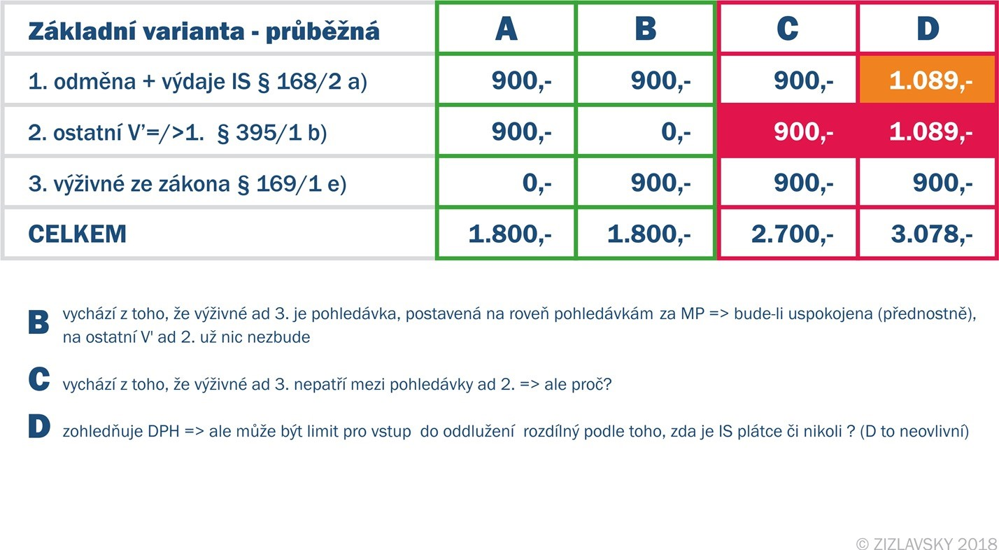 Základní varianta - průběžná A B C D
1. odměna + výdaje IS § 168/2 a) 900,- 900,- 900,- 1.089,-
2. ostatní V’=/>1. § 395/1 b) 900,- 0,- 900,- 1.089,-
3. výživné ze zákona § 169/1 e) 0,- 900,- 900,- 900,-
CELKEM 1.800,- 1.800,- 2.700,- 3.078,-
B vychází z toho, že výživné ad 3. je pohledávka, postavená na roveň pohledávkám za MP => bude-li uspokojena (přednostně),
na ostatní V' ad 2. už nic nezbude
C vychází z toho, že výživné ad 3. nepatří mezi pohledávky ad 2. => ale proč?
D zohledňuje DPH => ale může být limit pro vstup do oddlužení rozdílný podle toho, zda je IS plátce či nikoli ? (D to neovlivní)
© ZIZLAVSKY 2018